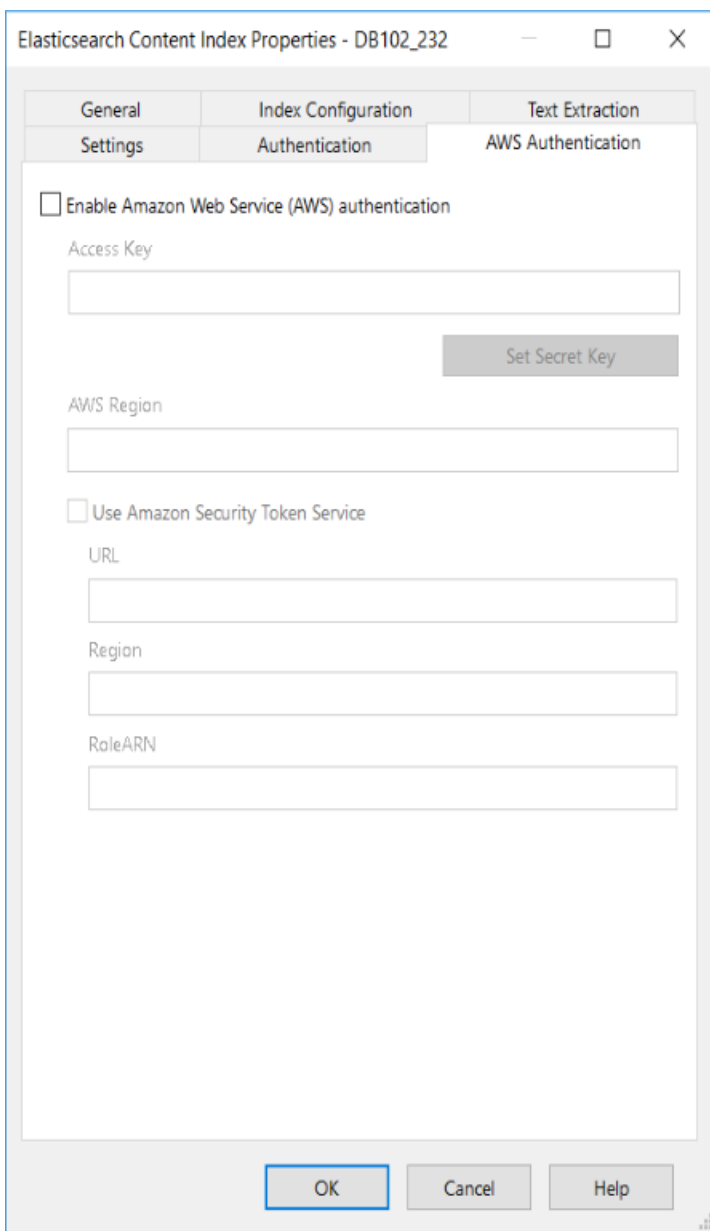 Elasticsearch Content Index Properties - DB102_232
General Index Configuration Text Extraction
Settings Authentication AWS Authentication
Enable Amazon Web Service (AWS) authentication
Access Key
Set Secret Key
AWS Region
Use Amazon Security Token Service
URL
Region
RoleARN
OK Cancel Help